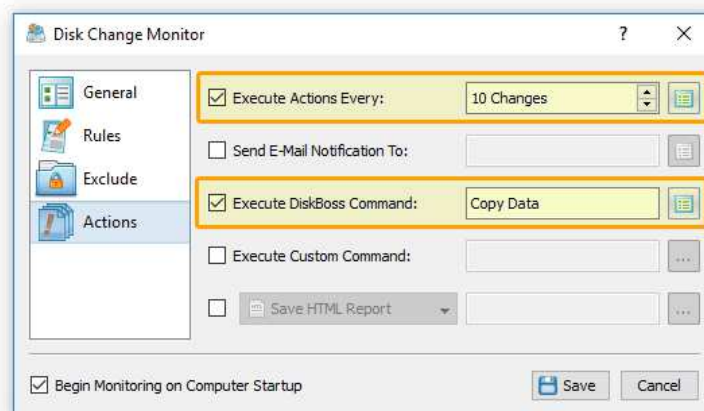 Disk Change Monitor
?
General
Rules
Exclude
Actions
Execute Actions Every: 10 Changes
Send E-Mail Notification To:
Execute DiskBoss Command: Copy Data
Execute Custom Command:
...
Save HTML Report
...
Begin Monitoring on Computer Startup
Save Cancel